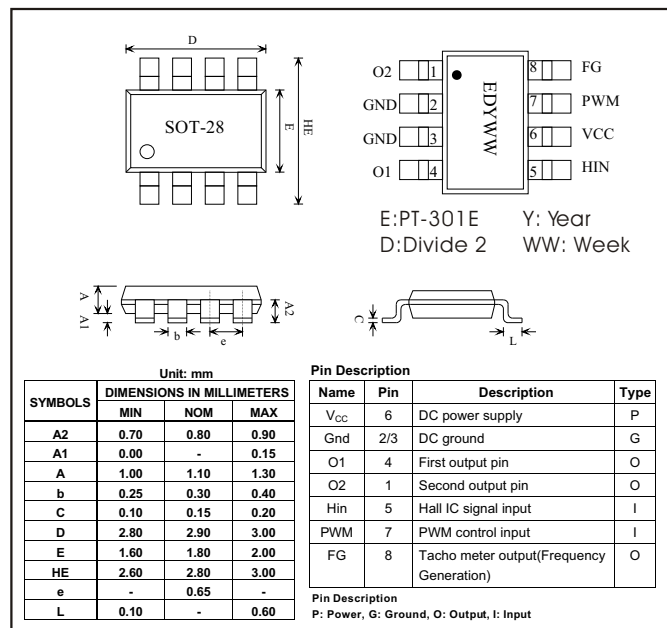 D
SOT-28
E
HE
O2 1 8 FG
GND 2 7 PWM
GND 3 6 VCC
O1 4 5 HIN
EDYWW
E:PT-301E Y: Year
D:Divide 2 WW: Week
A
A1
b
e
A2
C
L
Unit: mm
SYMBOLS DIMENSIONS IN MILLIMETERS
MIN NOM MAX
A2 0.70 0.80 0.90
A1 0.00 - 0.15
A 1.00 1.10 1.30
b 0.25 0.30 0.40
C 0.10 0.15 0.20
D 2.80 2.90 3.00
E 1.60 1.80 2.00
HE 2.60 2.80 3.00
e - 0.65 -
L 0.10 - 0.60
Pin Description
Name Pin Description Type
VCC 6 DC power supply P
Gnd 2/3 DC ground G
O1 4 First output pin O
O2 1 Second output pin O
Hin 5 Hall IC signal input I
PWM 7 PWM control input I
FG 8 Tacho meter output(Frequency O
Generation)
Pin Description
P: Power, G: Ground, O: Output, I: Input